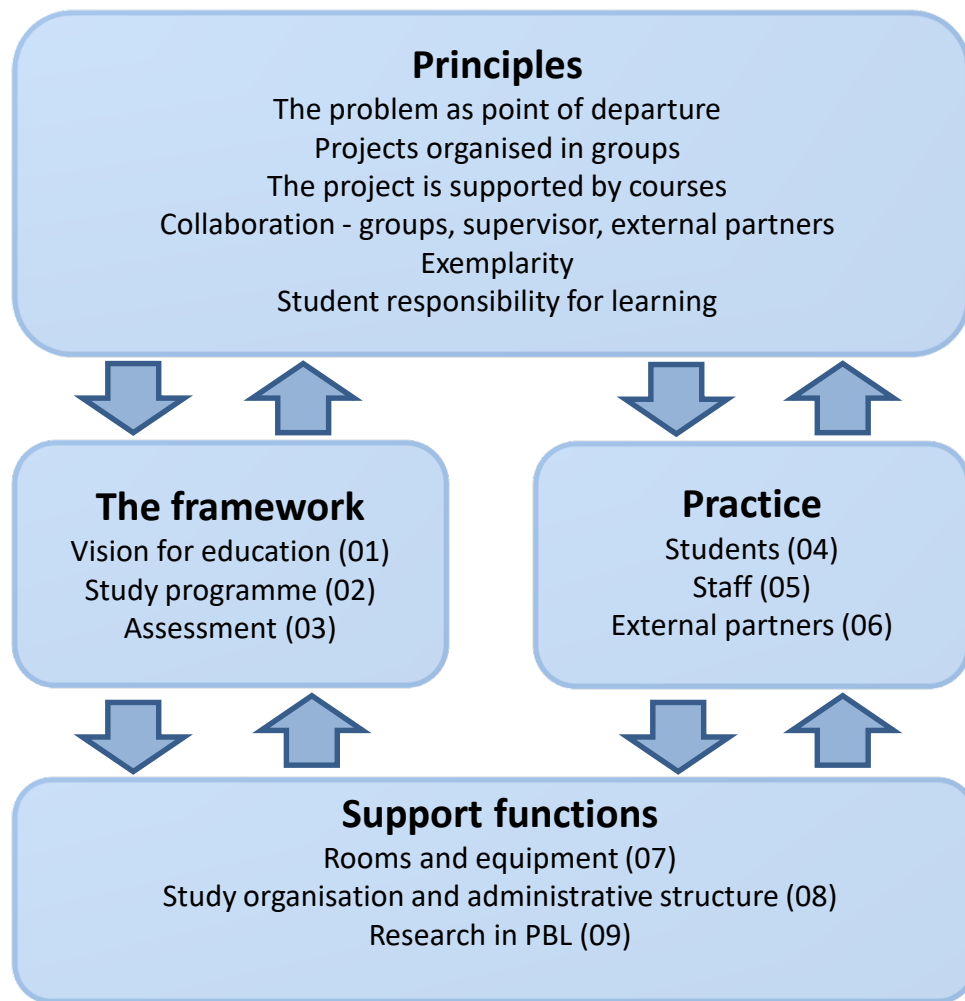 Principles
The problem as point of departure
Projects organised in groups
The project is supported by courses
Collaboration - groups, supervisor, external partners
Exemplarity
Student responsibility for learning
The framework
Vision for education (01)
Study programme (02)
Assessment (03)
Practice
Students (04)
Staff (05)
External partners (06)
Support functions
Rooms and equipment (07)
Study organisation and administrative structure (08)
Research in PBL (09)